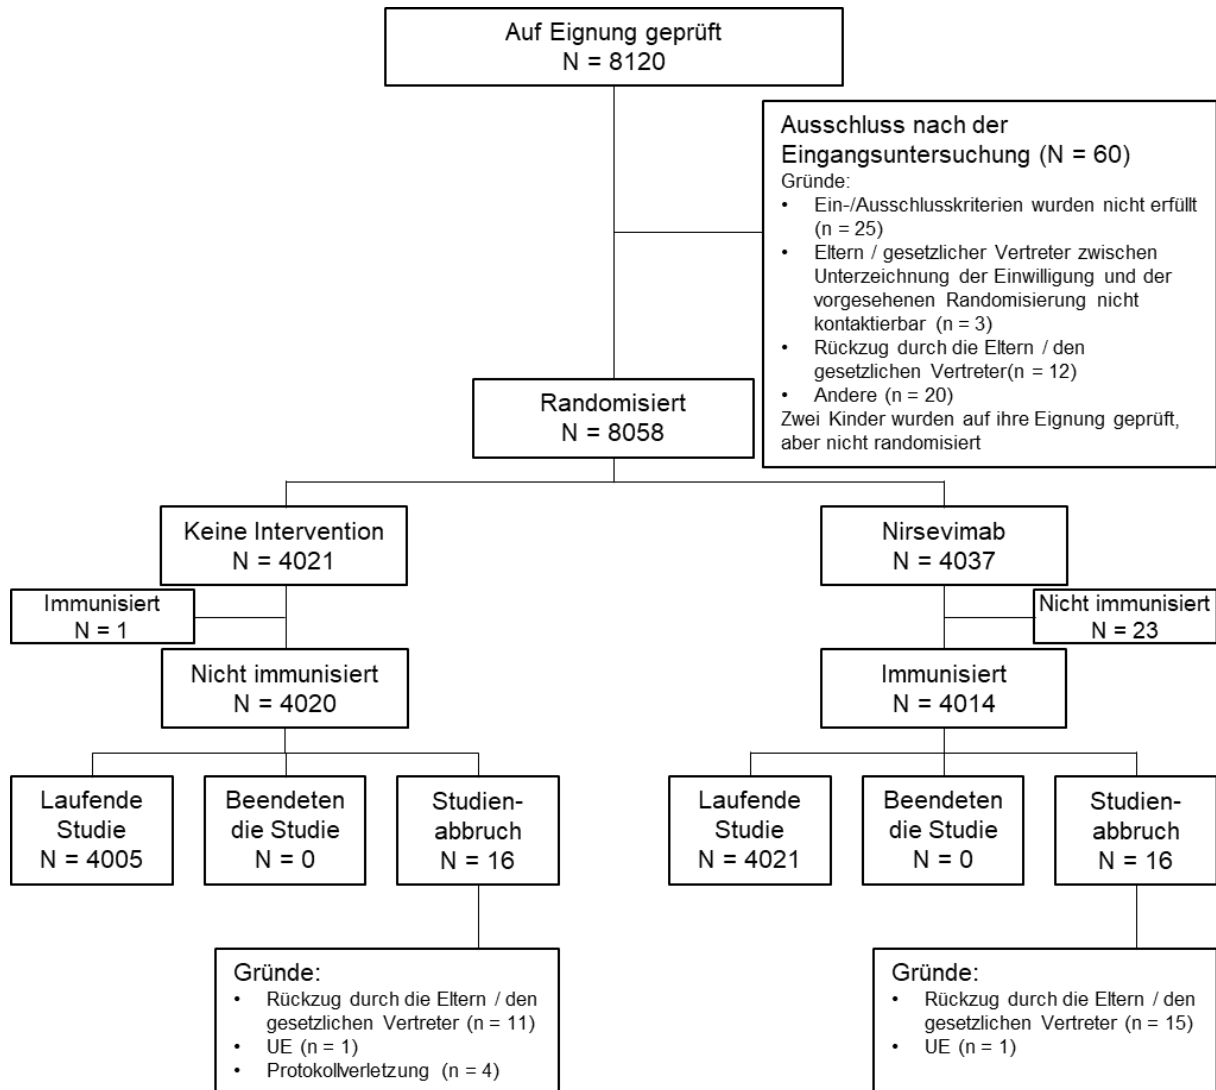 Auf Eignung geprüft
N = 8120
Ausschluss nach der
Eingangsuntersuchung (N = 60)
Gründe:
• Ein-/Ausschlusskriterien wurden nicht erfüllt
(n = 25)
• Eltern / gesetzlicher Vertreter zwischen
Unterzeichnung der Einwilligung und der
vorgesehenen Randomisierung nicht
kontaktierbar (n = 3)
• Rückzug durch die Eltern / den
gesetzlichen Vertreter(n = 12)
• Andere (n = 20)
Zwei Kinder wurden auf ihre Eignung geprüft,
aber nicht randomisiert
Randomisiert
N = 8058
Keine Intervention
N = 4021
Nirsevimab
N = 4037
Immunisiert
N = 1
Nicht immunisiert
N = 23
Nicht immunisiert
N = 4020
Immunisiert
N = 4014
Laufende
Studie
N = 4005
Beendeten
die Studie
N = 0
Studien-
abbruch
N = 16
Laufende
Studie
N = 4021
Beendeten
die Studie
N = 0
Studien-
abbruch
N = 16
Gründe:
• Rückzug durch die Eltern / den
gesetzlichen Vertreter (n = 11)
• UE (n = 1)
• Protokollverletzung (n = 4)
Gründe:
• Rückzug durch die Eltern / den
gesetzlichen Vertreter (n = 15)
• UE (n = 1)